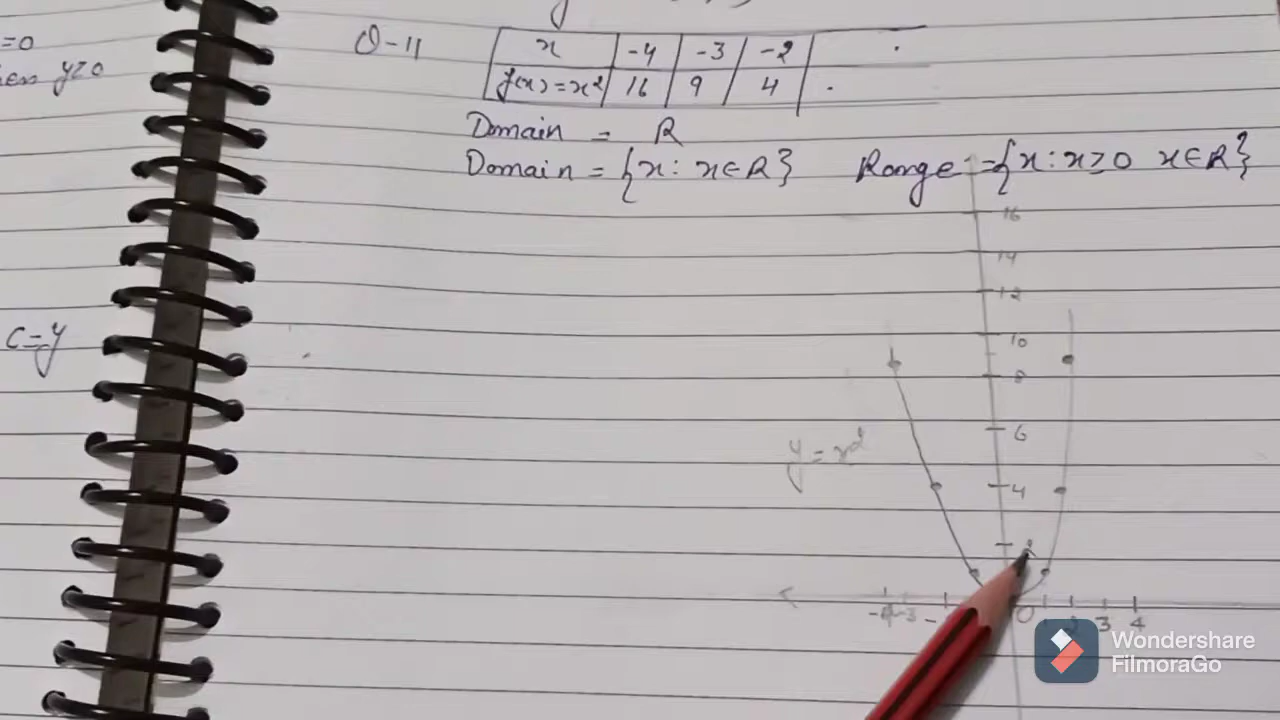 =0
y≥0
Q-11
x | -4 | -3 | -2 | .
f(x)=x² | 16 | 9 | 4 | .
Domain = R
Domain = {x: x∈R} Range = {x: x≥0 x∈R}
16
14
12
C=y
10
8
6
y=x²
4
-4 -3 - 0 2 3 4
Wondershare
FilmoraGo